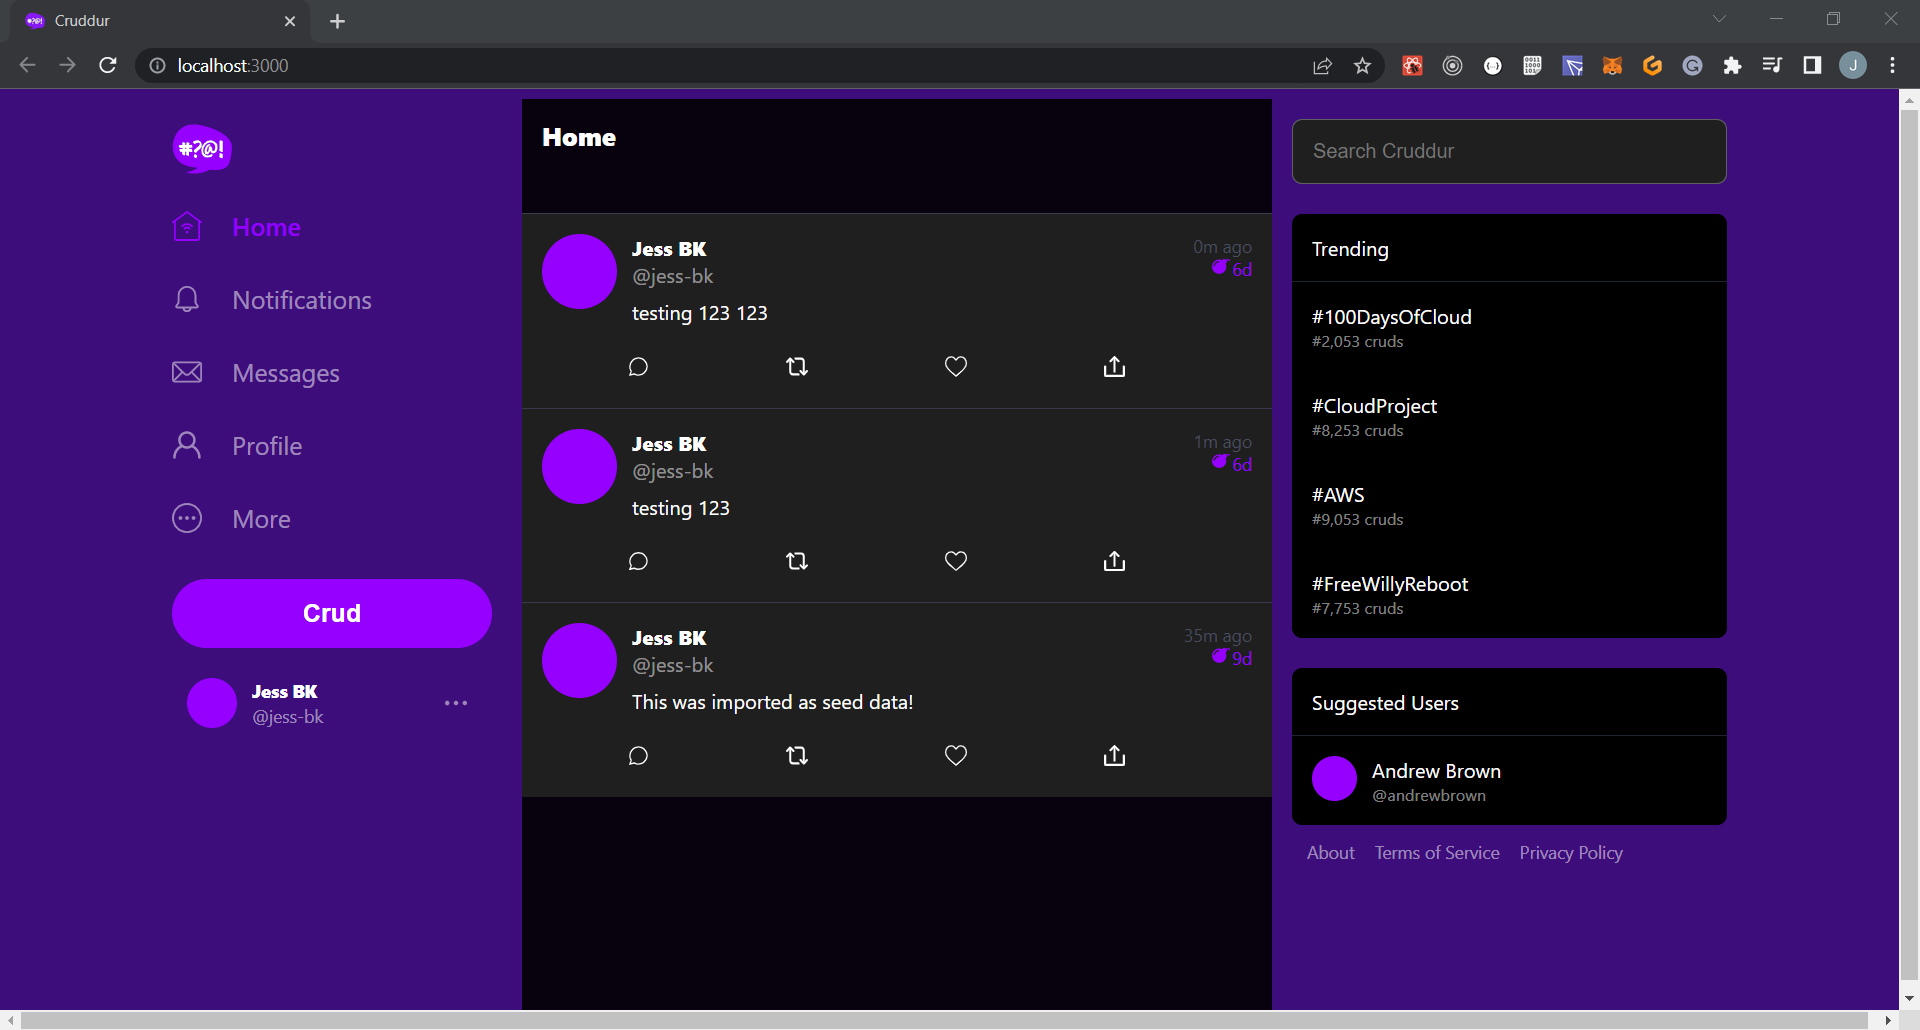 Cruddur
localhost:3000
J
#?@!
Home
Notifications
Messages
Profile
More
Crud
Jess BK
@jess-bk
Home
Jess BK
0m ago
@jess-bk
6d
testing 123 123
Jess BK
1m ago
@jess-bk
6d
testing 123
Jess BK
35m ago
@jess-bk
9d
This was imported as seed data!
Search Cruddur
Trending
#100DaysOfCloud
#2,053 cruds
#CloudProject
#8,253 cruds
#AWS
#9,053 cruds
#FreeWillyReboot
#7,753 cruds
Suggested Users
Andrew Brown
@andrewbrown
About Terms of Service Privacy Policy